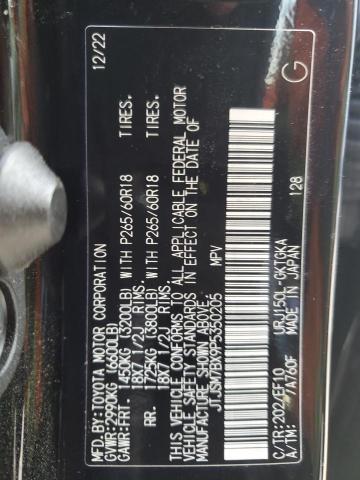 MFD.BY:TOYOTA MOTOR CORPORATION 12/22
GVWR:2990KG (6600LB)
GAWR:FRT. 1450KG (3200LB) WITH P265/60R18 TIRES.
18X7 1/2J RIMS.
RR. 1725KG (3800LB) WITH P265/60R18 TIRES.
18X7 1/2J RIMS.
THIS VEHICLE CONFORMS TO ALL APPLICABLE FEDERAL MOTOR
VEHICLE SAFETY STANDARDS IN EFFECT ON THE DATE OF
MANUFACTURE SHOWN ABOVE.
JTJSM7BX9P5350205 MPV
G
128
C/TR:202/EF10 URJ150L-GKTGKA
A/TM: /A760F MADE IN JAPAN